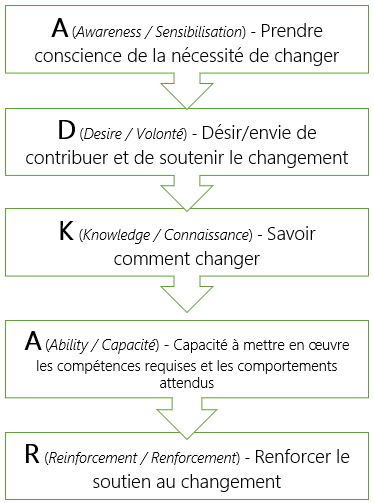 A (Awareness / Sensibilisation) - Prendre
conscience de la nécessité de changer
D (Desire / Volonté) - Désir/envie de
contribuer et de soutenir le changement
K (Knowledge / Connaissance) - Savoir
comment changer
A (Ability / Capacité) - Capacité à mettre en œuvre
les compétences requises et les comportements
attendus
R (Reinforcement / Renforcement) - Renforcer le
soutien au changement